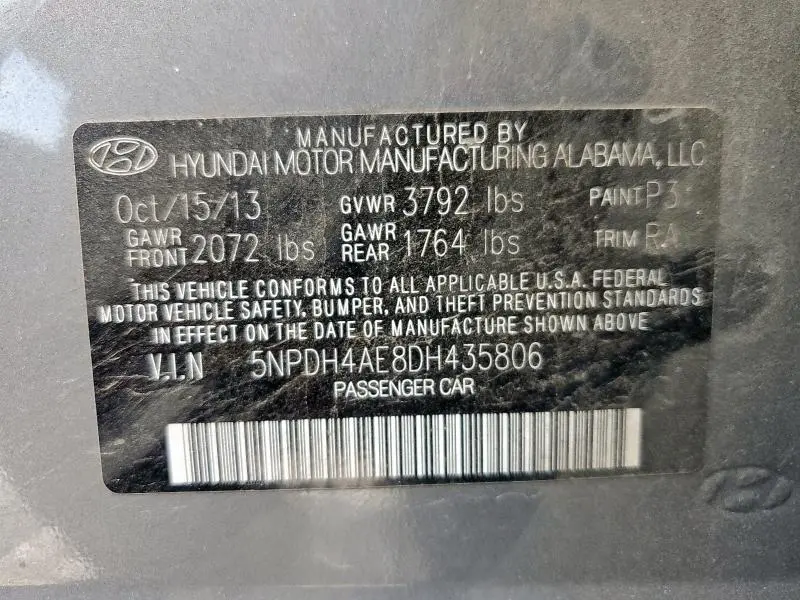 MANUFACTURED BY
HYUNDAI MOTOR MANUFACTURING ALABAMA, LLC
Oct/15/13 GVWR 3792 lbs PAINT P3
GAWR FRONT 2072 lbs GAWR REAR 1764 lbs TRIM RA
THIS VEHICLE CONFORMS TO ALL APPLICABLE U.S.A. FEDERAL
MOTOR VEHICLE SAFETY, BUMPER, AND THEFT PREVENTION STANDARDS
IN EFFECT ON THE DATE OF MANUFACTURE SHOWN ABOVE
V.I.N 5NPDH4AE8DH435806
PASSENGER CAR